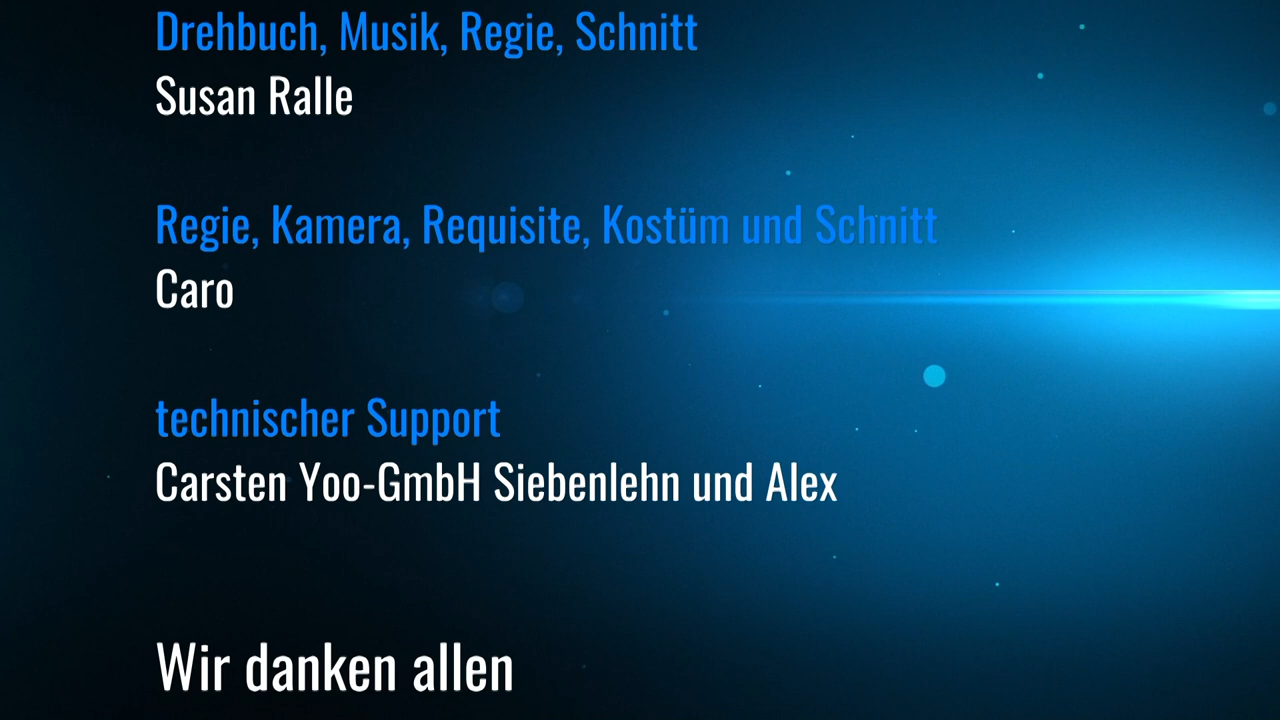 Drehbuch, Musik, Regie, Schnitt
Susan Ralle
Regie, Kamera, Requisite, Kostüm und Schnitt
Caro
technischer Support
Carsten Yoo-GmbH Siebenlehn und Alex
Wir danken allen